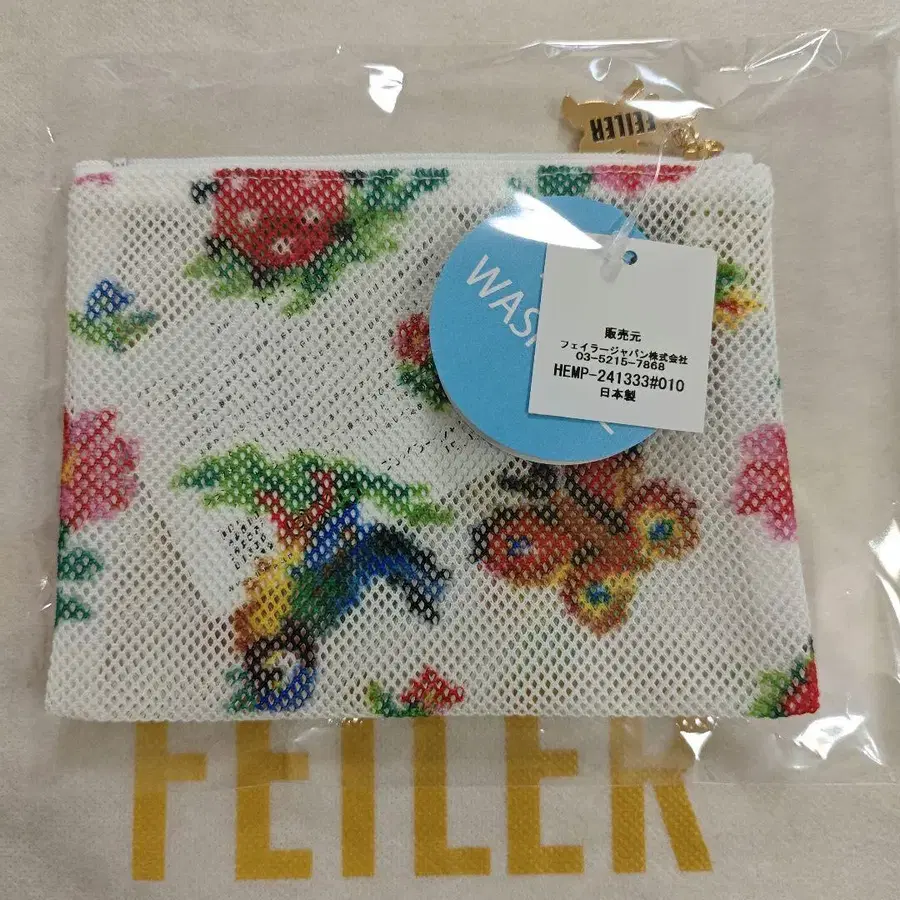 FEILER
WAS
販売元
フェイラージャパン株式会社
03-5215-7868
HEMP-241333#010
日本製
FEILER